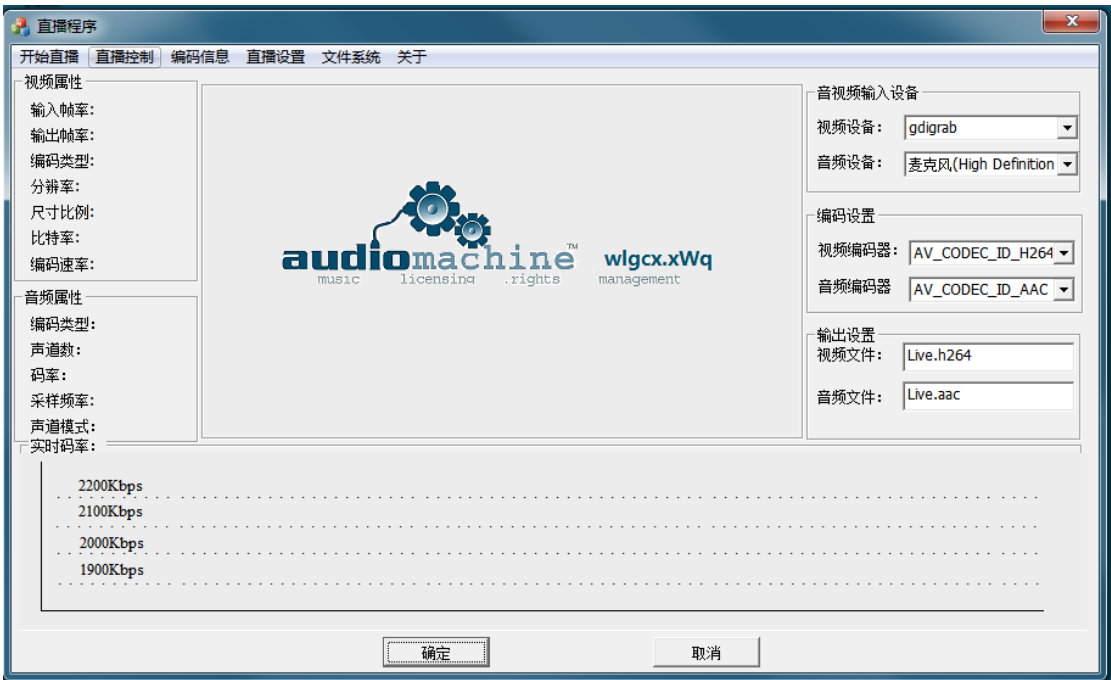 直播程序
开始直播 直播控制 编码信息 直播设置 文件系统 关于
视频属性
输入帧率:
输出帧率:
编码类型:
分辨率:
尺寸比例:
比特率:
编码速率:
音频属性
编码类型:
声道数:
码率:
采样频率:
声道模式:
audiomachine™ wlgcx.xWq
music licensing .rights management
音视频输入设备
视频设备: gdigrab
音频设备: 麦克风(High Definition
编码设置
视频编码器: AV_CODEC_ID_H264
音频编码器 AV_CODEC_ID_AAC
输出设置
视频文件: Live.h264
音频文件: Live.aac
实时码率:
2200Kbps
2100Kbps
2000Kbps
1900Kbps
确定 取消